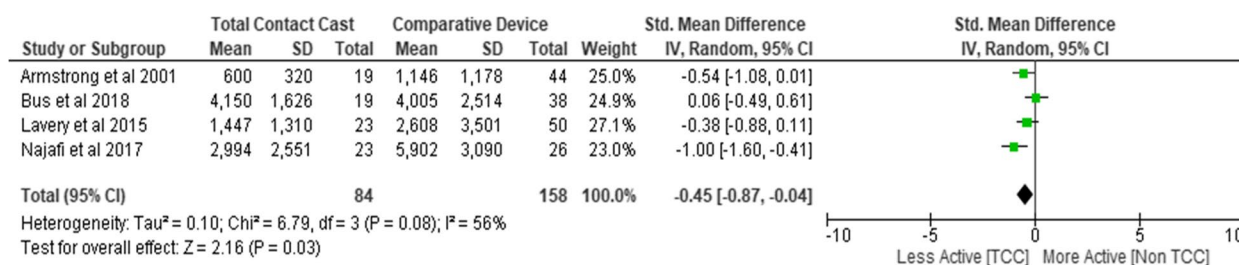 Total Contact Cast Comparative Device Std. Mean Difference Std. Mean Difference
Study or Subgroup Mean SD Total Mean SD Total Weight IV, Random, 95% CI IV, Random, 95% CI
Armstrong et al 2001 600 320 19 1,146 1,178 44 25.0% -0.54 [-1.08, 0.01]
Bus et al 2018 4,150 1,626 19 4,005 2,514 38 24.9% 0.06 [-0.49, 0.61]
Lavery et al 2015 1,447 1,310 23 2,608 3,501 50 27.1% -0.38 [-0.88, 0.11]
Najafi et al 2017 2,994 2,551 23 5,902 3,090 26 23.0% -1.00 [-1.60, -0.41]
Total (95% CI) 84 158 100.0% -0.45 [-0.87, -0.04]
Heterogeneity: Tau² = 0.10; Chi² = 6.79, df = 3 (P = 0.08); I² = 56%
Test for overall effect: Z = 2.16 (P = 0.03)
-10 -5 0 5 10
Less Active [TCC] More Active [Non TCC]